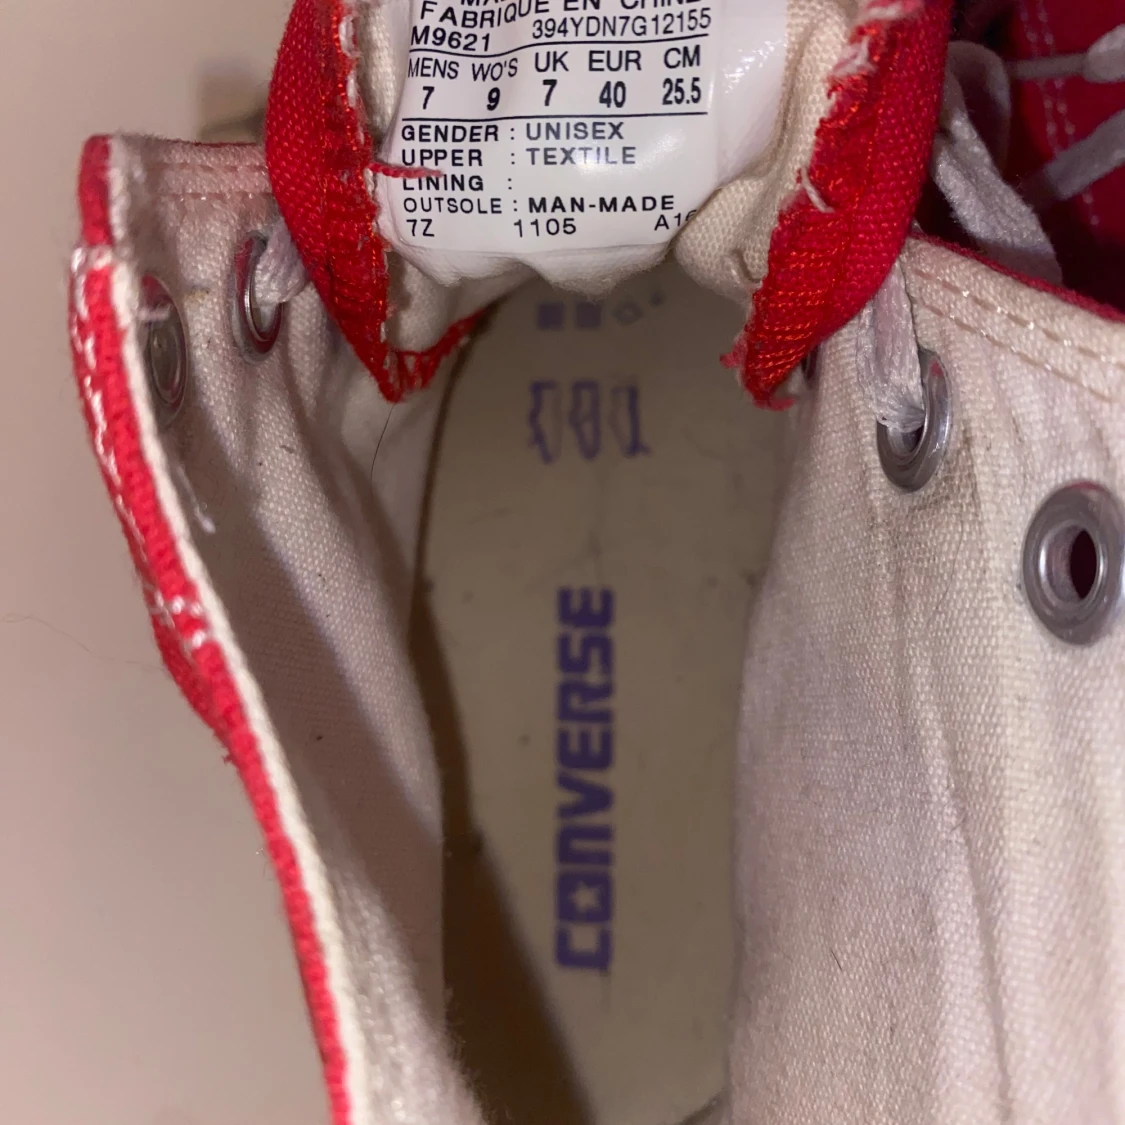 FABRIQUE EN CHINE
M9621 394YDN7G12155
MENS WO'S UK EUR CM
7 9 7 40 25.5
GENDER : UNISEX
UPPER : TEXTILE
LINING :
OUTSOLE : MAN-MADE
7Z 1105
CONVERSE